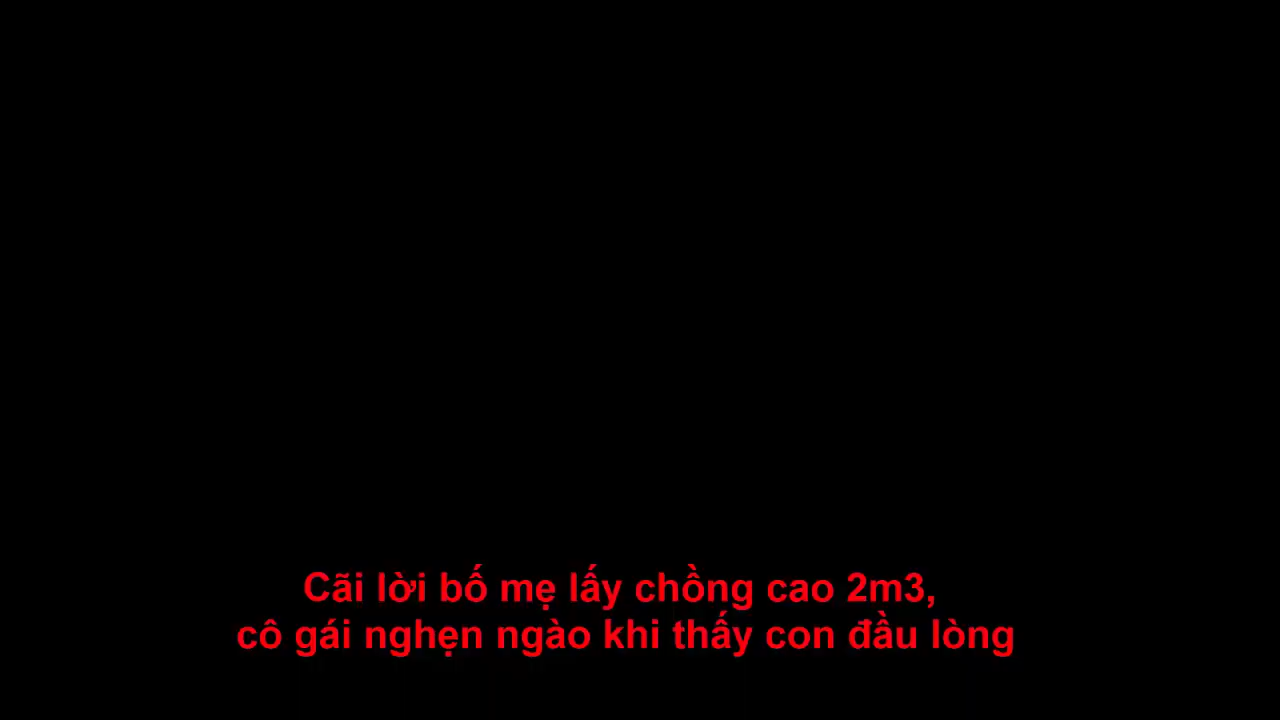 Cãi lời bố mẹ lấy chồng cao 2m3,
cô gái nghẹn ngào khi thấy con đầu lòng